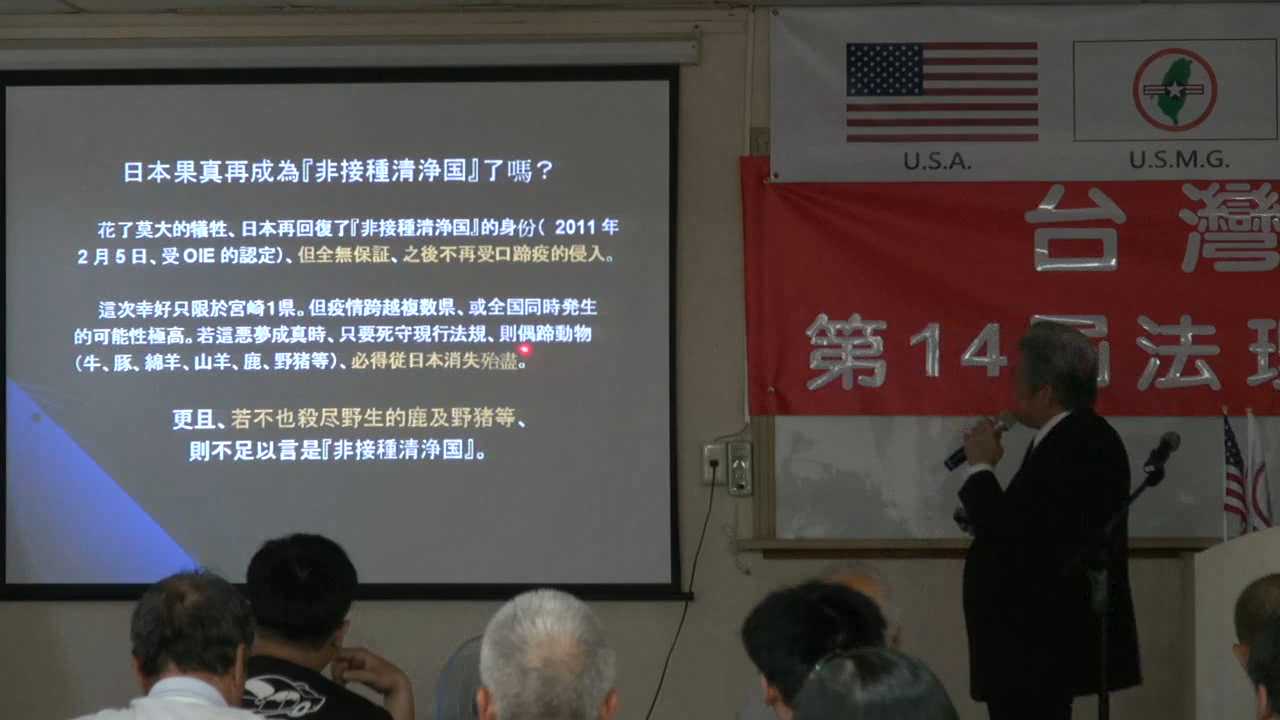 日本果真再成為『非接種清浄国』了嗎？
花了莫大的犠牲、日本再回復了『非接種清浄国』的身份（ 2011 年
2 月 5 日、受 OIE 的認定）、但全無保証、之後不再受口蹄疫的侵入。
這次幸好只限於宮崎1県。但疫情跨越複数県、或全国同時発生
的可能性極高。若這悪夢成真時、只要死守現行法規、則偶蹄動物
（牛、豚、綿羊、山羊、鹿、野猪等）、必得從日本消失殆盡。
更且、若不也殺尽野生的鹿及野猪等、
則不足以言是『非接種清浄国』。
U.S.A.
U.S.M.G.
台灣
第14屆法理